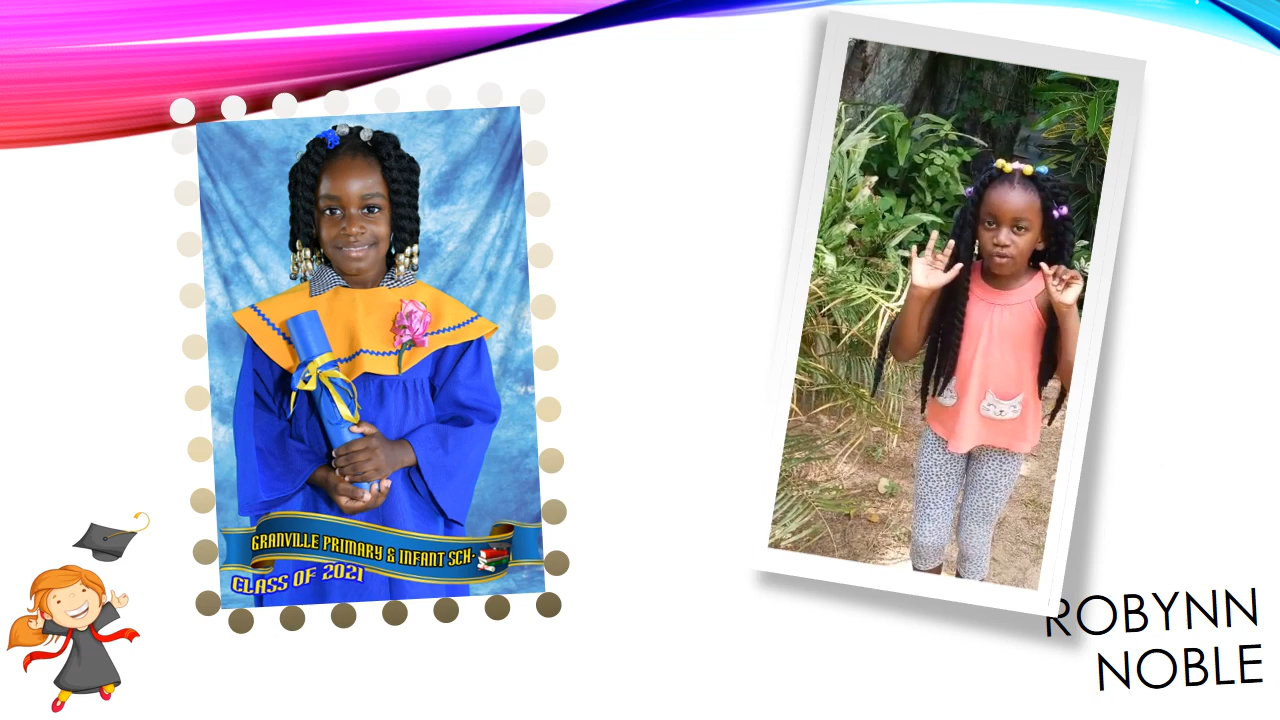 GRANVILLE PRIMARY & INFANT SCH.
CLASS OF 2021
ROBYNN
NOBLE